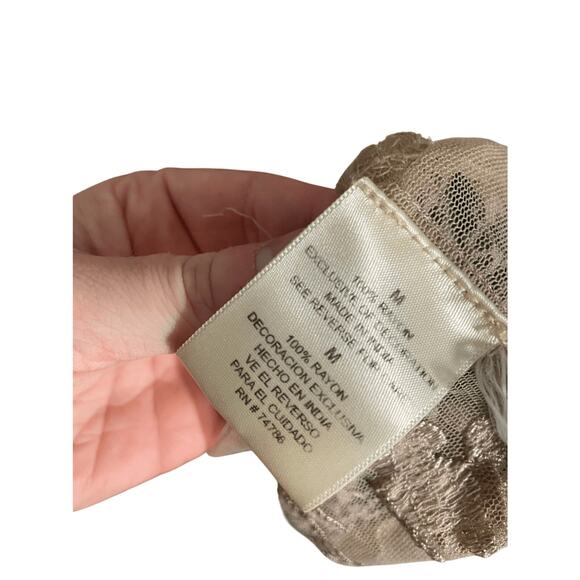 M
100% RAYON
EXCLUSIVE OF DECORATION
MADE IN INDIA
SEE REVERSE FOR CARE
M
100% RAYON
DECORACION EXCLUSIVA
HECHO EN INDIA
VE EL REVERSO
PARA EL CUIDADO
RN # 74786